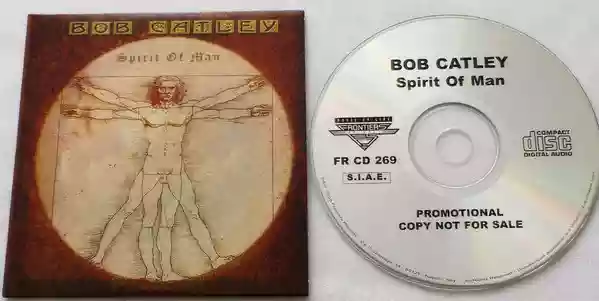 BOB CATLEY
Spirit Of Man
BOB CATLEY
Spirit Of Man
FRONTIERS
FR CD 269
S.I.A.E.
COMPACT
disc
DIGITAL AUDIO
PROMOTIONAL
COPY NOT FOR SALE